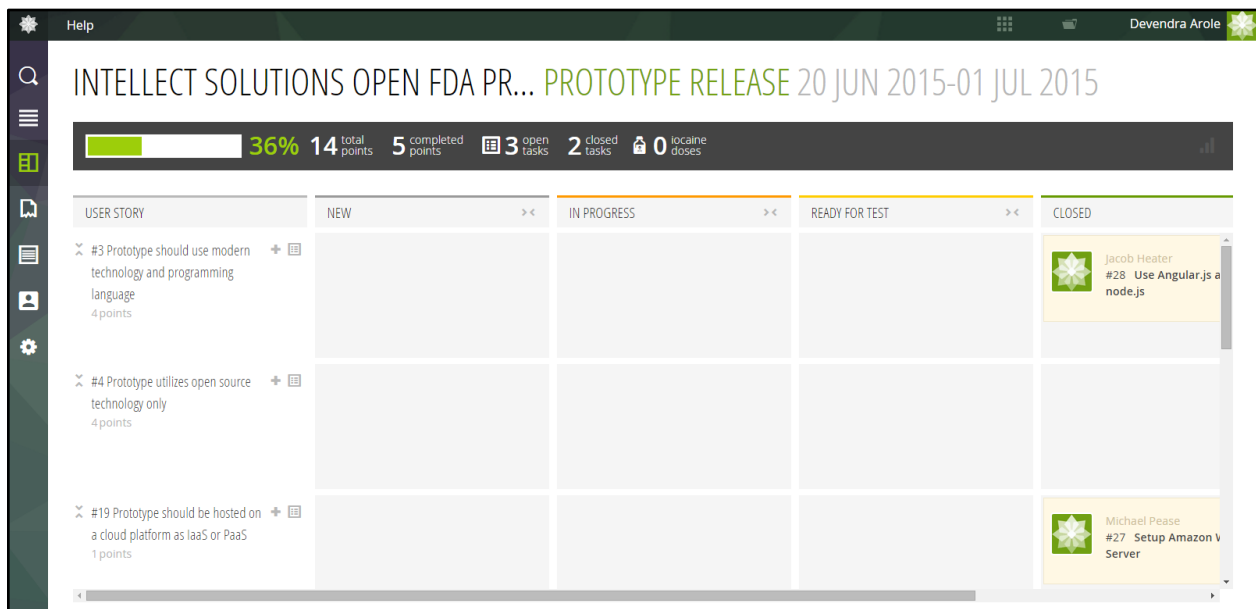 Help
Devendra Arole
INTELLECT SOLUTIONS OPEN FDA PR... PROTOTYPE RELEASE 20 JUN 2015-01 JUL 2015
36% 14 total points 5 completed points 3 open tasks 2 closed tasks 0 iocaine doses
USER STORY NEW IN PROGRESS READY FOR TEST CLOSED
#3 Prototype should use modern
technology and programming
language
4 points
Jacob Heater
#28 Use Angular.js a
node.js
#4 Prototype utilizes open source
technology only
4 points
#19 Prototype should be hosted on
a cloud platform as IaaS or PaaS
1 points
Michael Pease
#27 Setup Amazon
Server